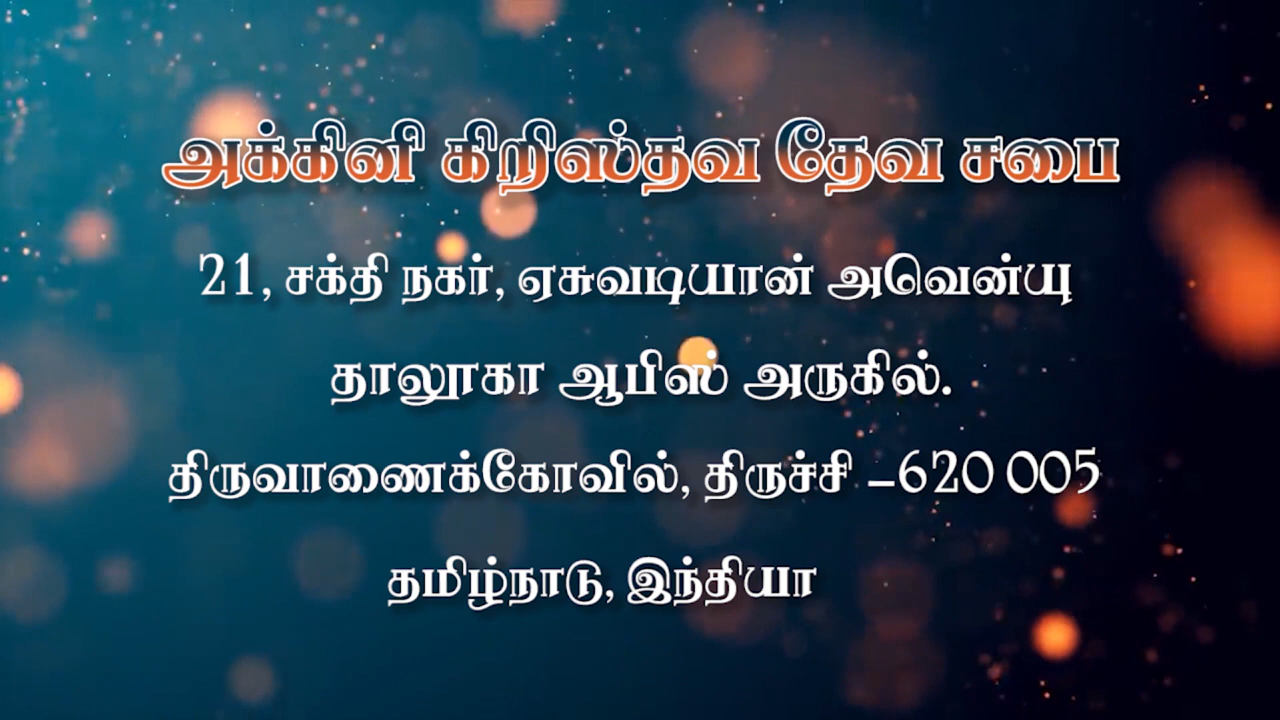 அக்கினி கிறிஸ்தவ தேவ சபை
21, சக்தி நகர், ஏசுவடியான் அவென்யு
தாலூகா ஆபிஸ் அருகில்.
திருவாணைக்கோவில், திருச்சி -620 005
தமிழ்நாடு, இந்தியா